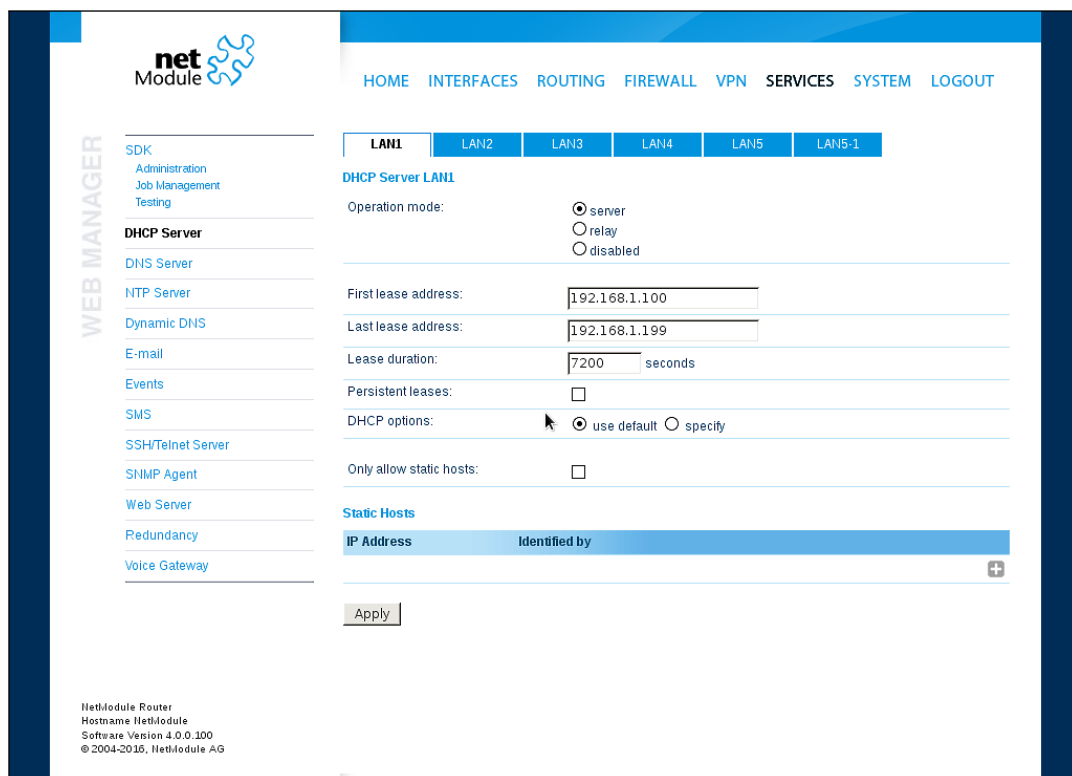 net
Module
HOME INTERFACES ROUTING FIREWALL VPN SERVICES SYSTEM LOGOUT
WEB MANAGER
SDK
Administration
Job Management
Testing
DHCP Server
DNS Server
NTP Server
Dynamic DNS
E-mail
Events
SMS
SSH/Telnet Server
SNMP Agent
Web Server
Redundancy
Voice Gateway
LAN1 LAN2 LAN3 LAN4 LAN5 LAN5-1
DHCP Server LAN1
Operation mode: server
relay
disabled
First lease address: 192.168.1.100
Last lease address: 192.168.1.199
Lease duration: 7200 seconds
Persistent leases:
DHCP options: use default specify
Only allow static hosts:
Static Hosts
IP Address Identified by
Apply
NetModule Router
Hostname NetModule
Software Version 4.0.0.100
© 2004-2016, NetModule AG